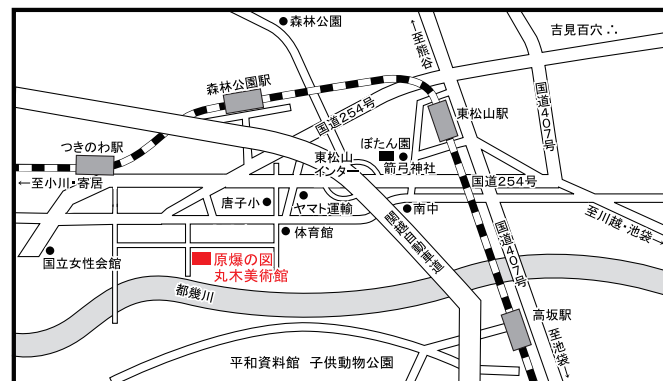 森林公園
←至熊谷
吉見百穴
森林公園駅
国道254号
東松山駅
国道407号
つきのわ駅
ぼたん園
東松山
インター
箭弓神社
←至小川・寄居
国道254号
唐子小
ヤマト運輸
南中
至川越・池袋→
体育館
関越自動車道
国道407号
国立女性会館
原爆の図
丸木美術館
都幾川
高坂駅
至池袋→
平和資料館 子供動物公園